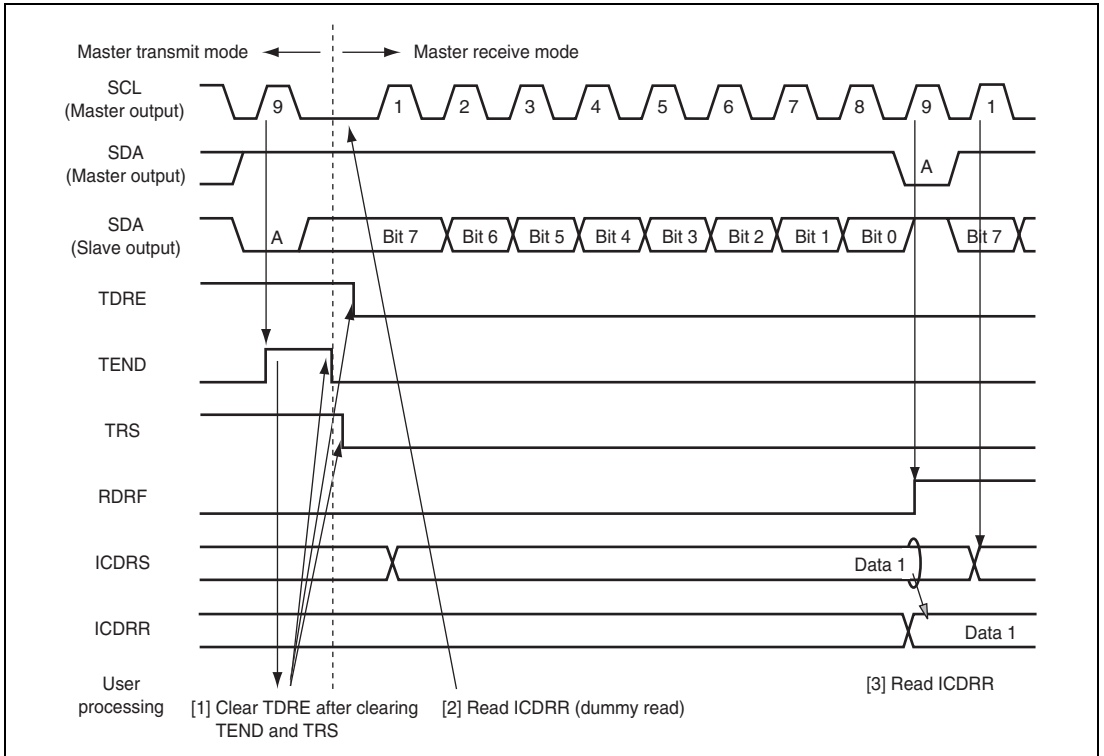 Master transmit mode
Master receive mode
SCL
(Master output)
9
1
2
3
4
5
6
7
8
9
1
SDA
(Master output)
A
SDA
(Slave output)
A
Bit 7
Bit 6
Bit 5
Bit 4
Bit 3
Bit 2
Bit 1
Bit 0
Bit 7
TDRE
TEND
TRS
RDRF
ICDRS
Data 1
ICDRR
Data 1
User
processing
[1] Clear TDRE after clearing
TEND and TRS
[2] Read ICDRR (dummy read)
[3] Read ICDRR